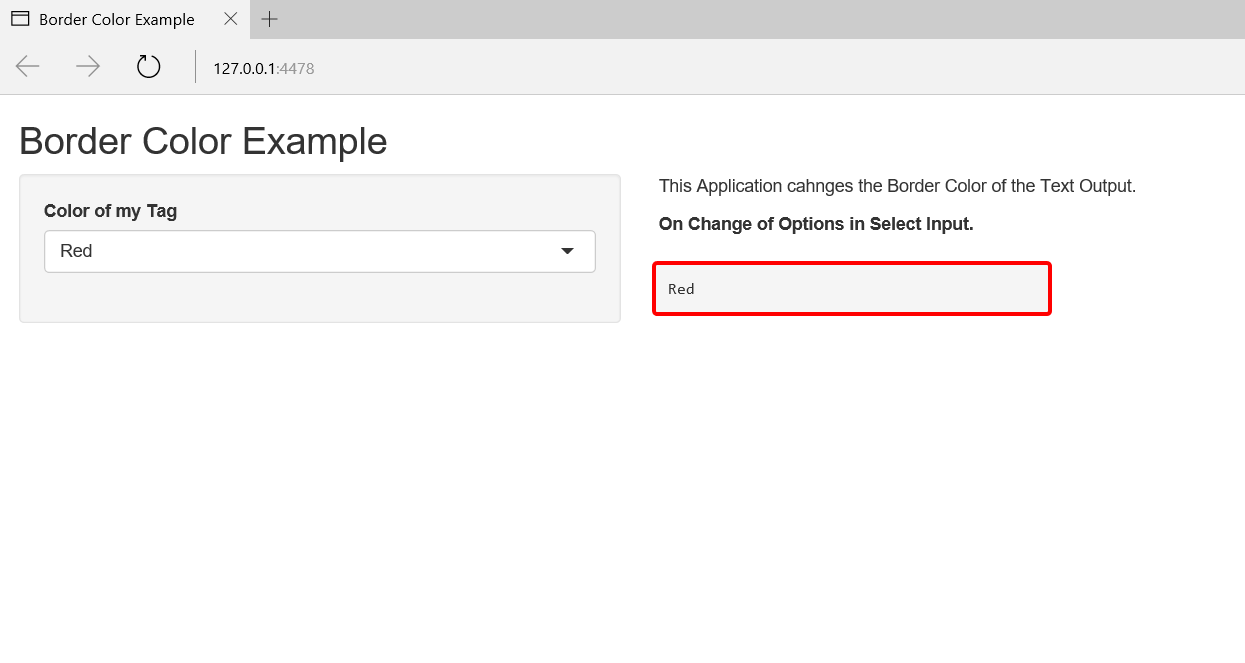 Border Color Example
127.0.0.1:4478
Border Color Example
Color of my Tag
Red
This Application cahnges the Border Color of the Text Output.
On Change of Options in Select Input.
Red